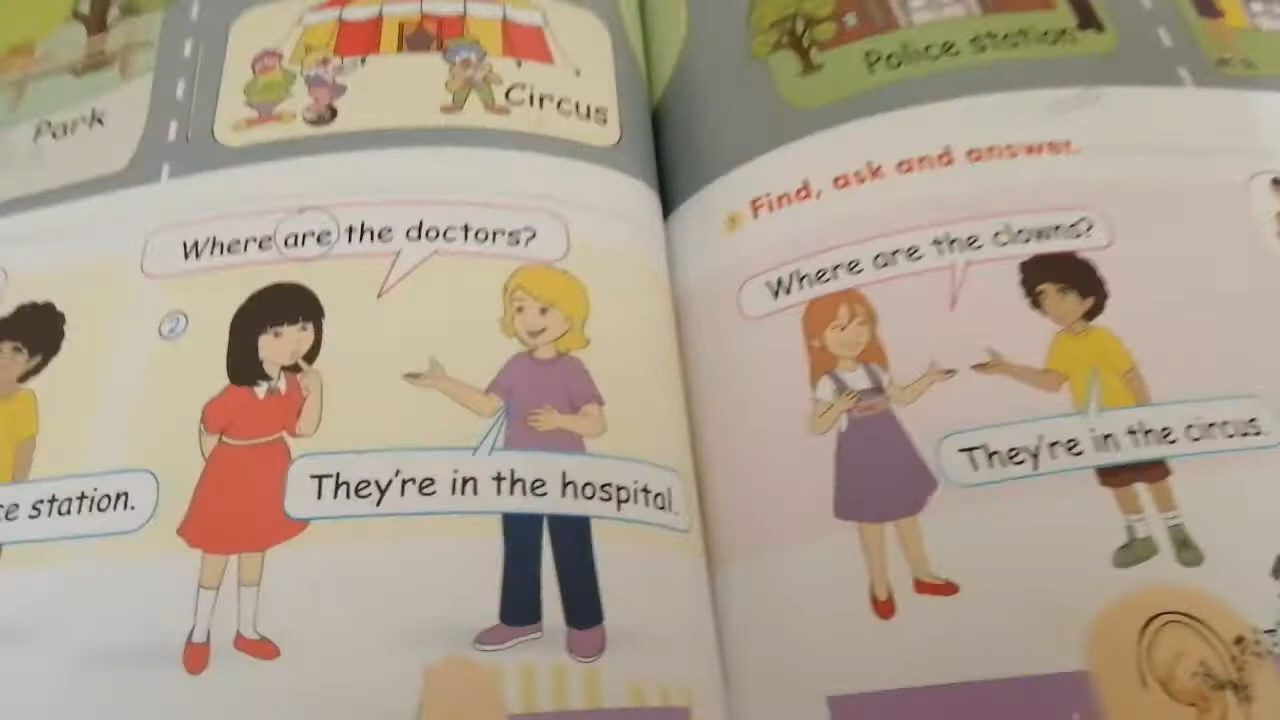 Park
Circus
Where are the doctors?
2
They're in the hospital.
station.
Police station
Find, ask and answer.
Where are the clowns?
They're in the circus.